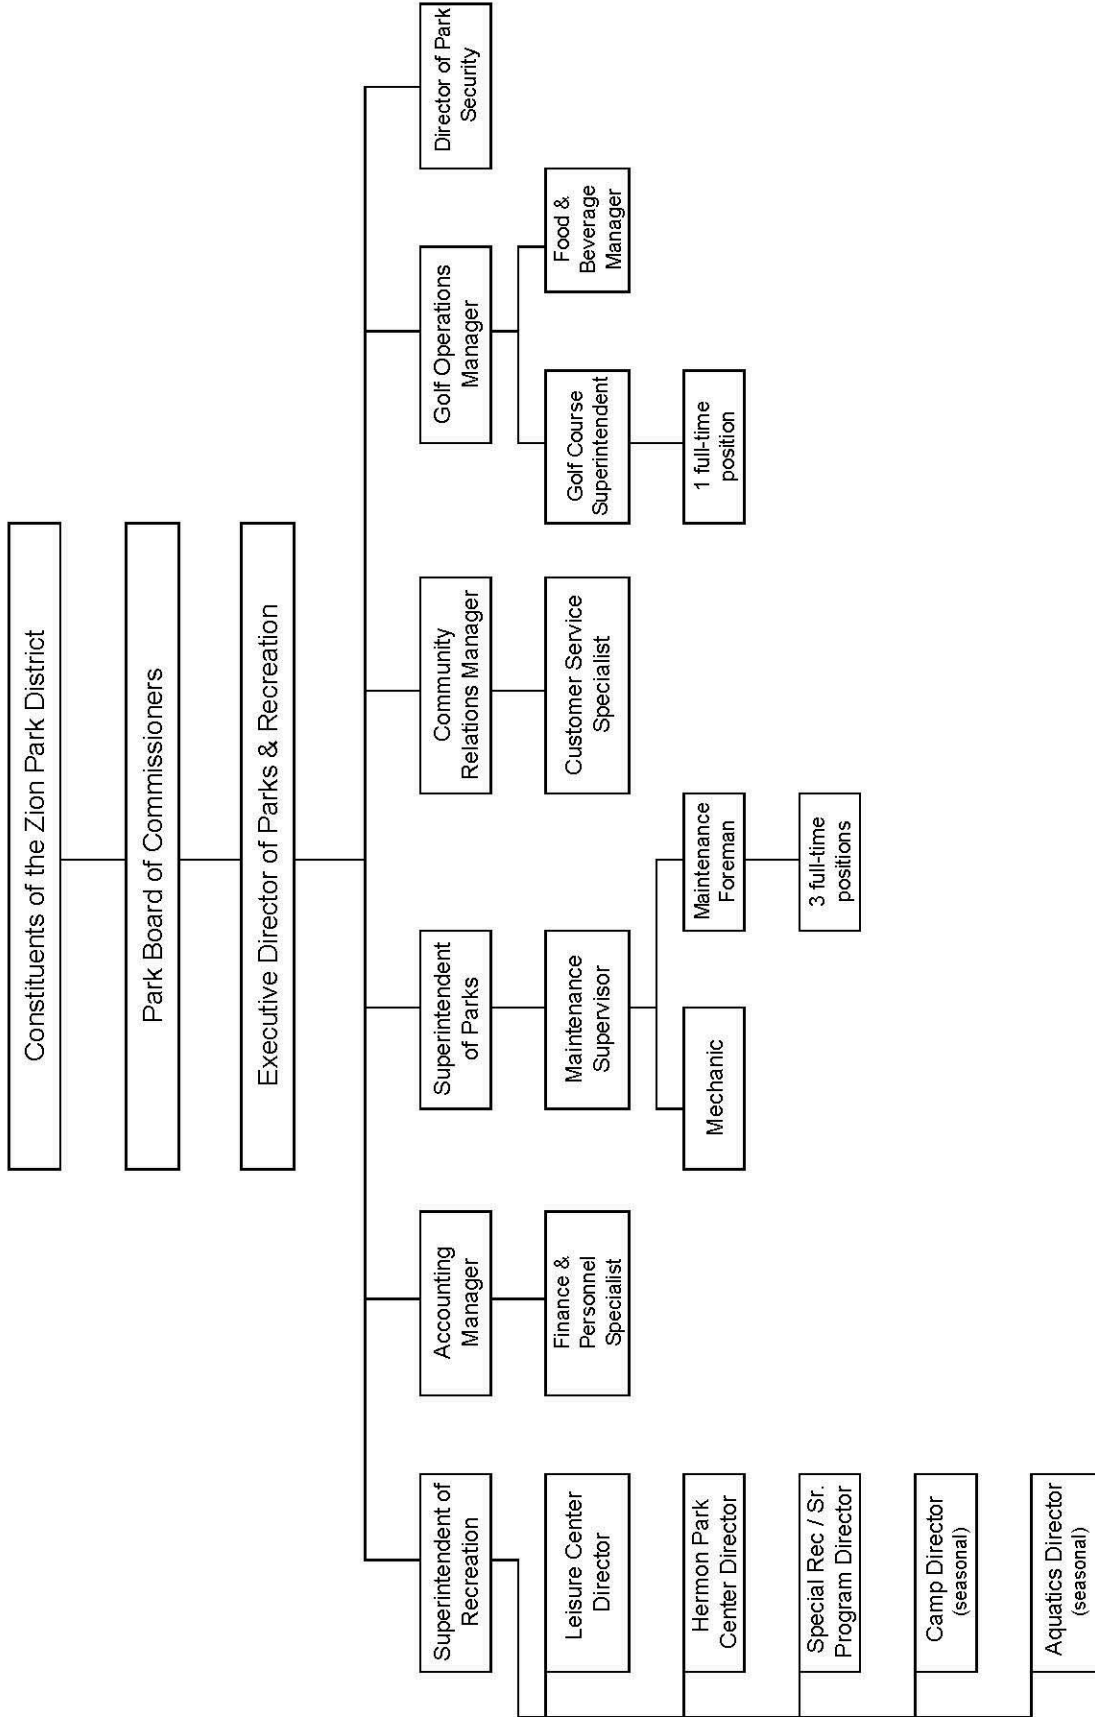 Constituents of the Zion Park District
Park Board of Commissioners
Executive Director of Parks & Recreation
Superintendent of
Recreation
Accounting
Manager
Superintendent
of Parks
Community
Relations Manager
Golf Operations
Manager
Director of Park
Security
Leisure Center
Director
Finance &
Personnel
Specialist
Maintenance
Supervisor
Customer Service
Specialist
Golf Course
Superintendent
Food &
Beverage
Manager
Hermon Park
Center Director
Mechanic
Maintenance
Foreman
1 full-time
position
Special Rec / Sr.
Program Director
3 full-time
positions
Camp Director
(seasonal)
Aquatics Director
(seasonal)